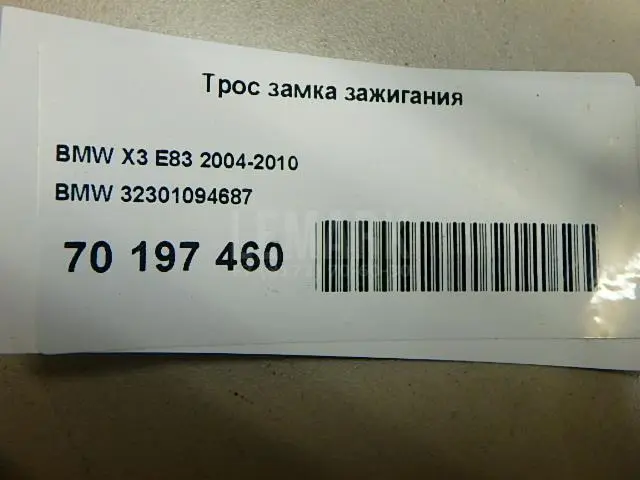 Трос замка зажигания
BMW X3 E83 2004-2010
BMW 32301094687
70 197 460